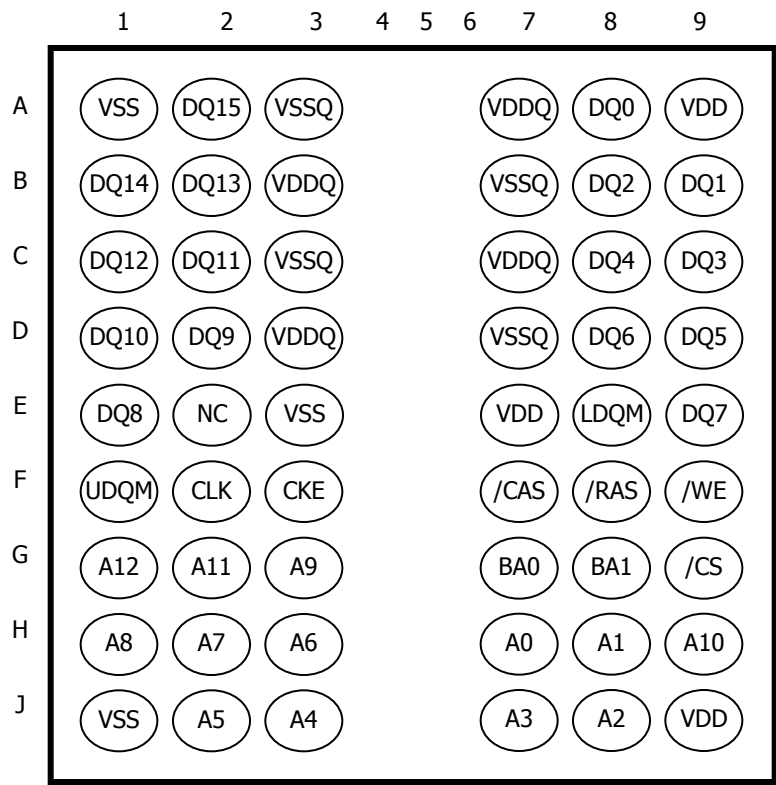 1 2 3 4 5 6 7 8 9
A VSS DQ15 VSSQ VDDQ DQ0 VDD
B DQ14 DQ13 VDDQ VSSQ DQ2 DQ1
C DQ12 DQ11 VSSQ VDDQ DQ4 DQ3
D DQ10 DQ9 VDDQ VSSQ DQ6 DQ5
E DQ8 NC VSS VDD LDQM DQ7
F UDQM CLK CKE /CAS /RAS /WE
G A12 A11 A9 BA0 BA1 /CS
H A8 A7 A6 A0 A1 A10
J VSS A5 A4 A3 A2 VDD